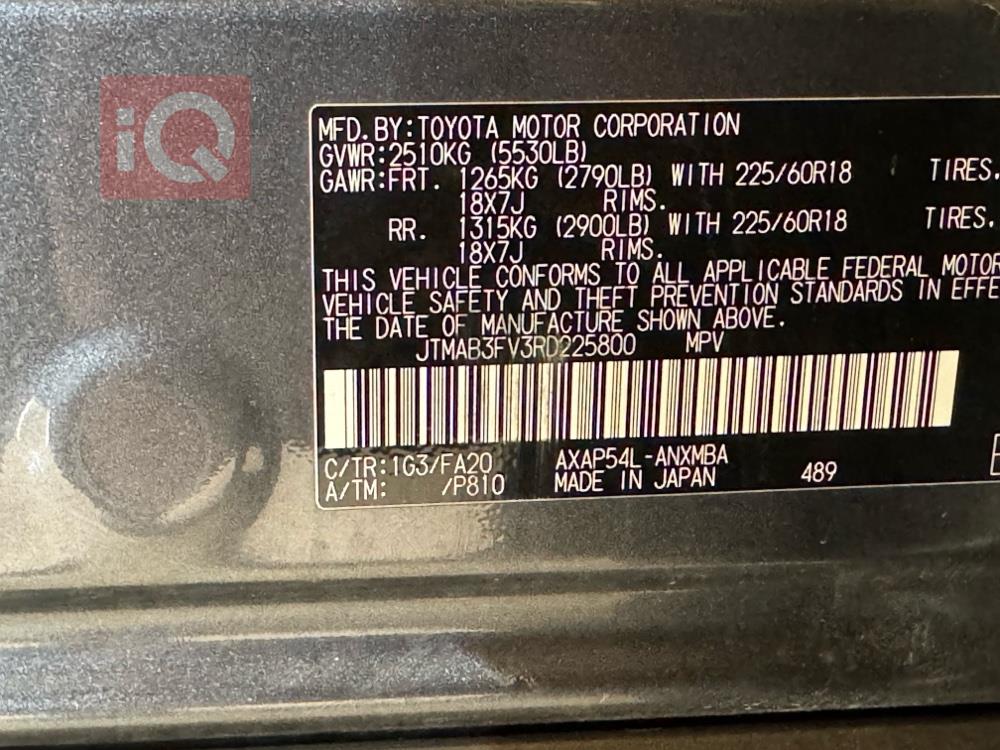 iQ
MFD.BY:TOYOTA MOTOR CORPORATION
GVWR:2510KG (5530LB)
GAWR:FRT. 1265KG (2790LB) WITH 225/60R18 TIRES.
18X7J RIMS.
RR. 1315KG (2900LB) WITH 225/60R18 TIRES.
18X7J RIMS.
THIS VEHICLE CONFORMS TO ALL APPLICABLE FEDERAL MOTOR
VEHICLE SAFETY AND THEFT PREVENTION STANDARDS IN EFFE
THE DATE OF MANUFACTURE SHOWN ABOVE.
JTMAB3FV3RD225800 MPV
C/TR:1G3/FA20 AXAP54L-ANXMBA
A/TM: /P810 MADE IN JAPAN 489